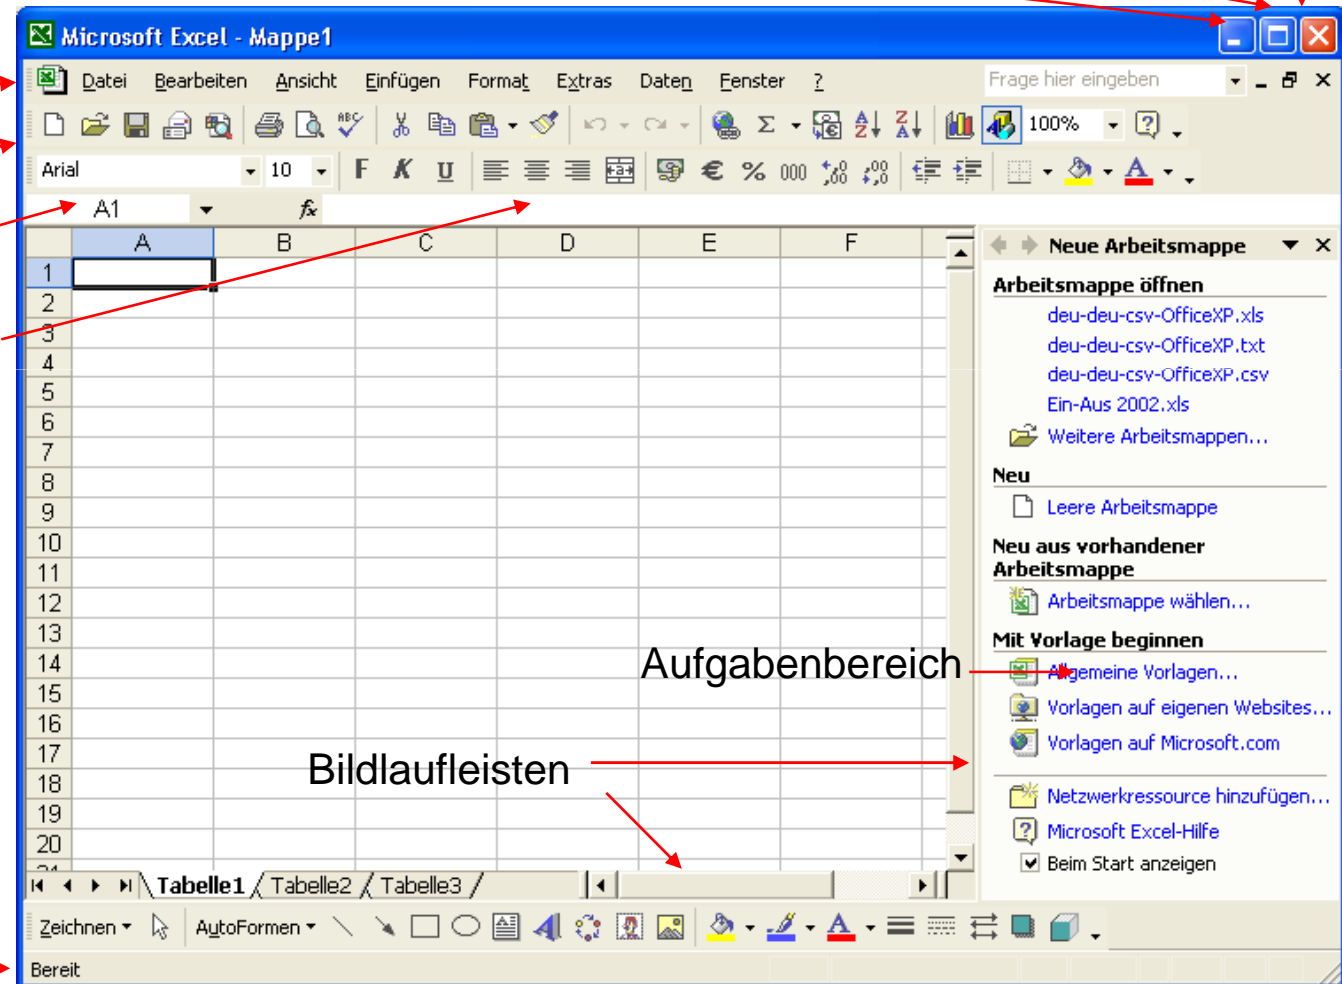 Microsoft Excel - Mappe1
Datei Bearbeiten Ansicht Einfügen Format Extras Daten Fenster ? Frage hier eingeben
ABC Σ € A Z Z A 100% ?
Arial 10 F K U a € % 000 ,00 ,00 A
A1 fx
A B C D E F
1
2
3
4
5
6
7
8
9
10
11
12
13
14
15
16
17
18
19
20
21
Neue Arbeitsmappe
Arbeitsmappe öffnen
deu-deu-csv-OfficeXP.xls
deu-deu-csv-OfficeXP.txt
deu-deu-csv-OfficeXP.csv
Ein-Aus 2002.xls
Weitere Arbeitsmappen...
Neu
Leere Arbeitsmappe
Neu aus vorhandener
Arbeitsmappe
Arbeitsmappe wählen...
Mit Vorlage beginnen
Allgemeine Vorlagen...
Vorlagen auf eigenen Websites...
Vorlagen auf Microsoft.com
Netzwerkressource hinzufügen...
Microsoft Excel-Hilfe
Beim Start anzeigen
Aufgabenbereich
Bildlaufleisten
Tabelle1 Tabelle2 Tabelle3
Zeichnen AutoFormen A A
Bereit